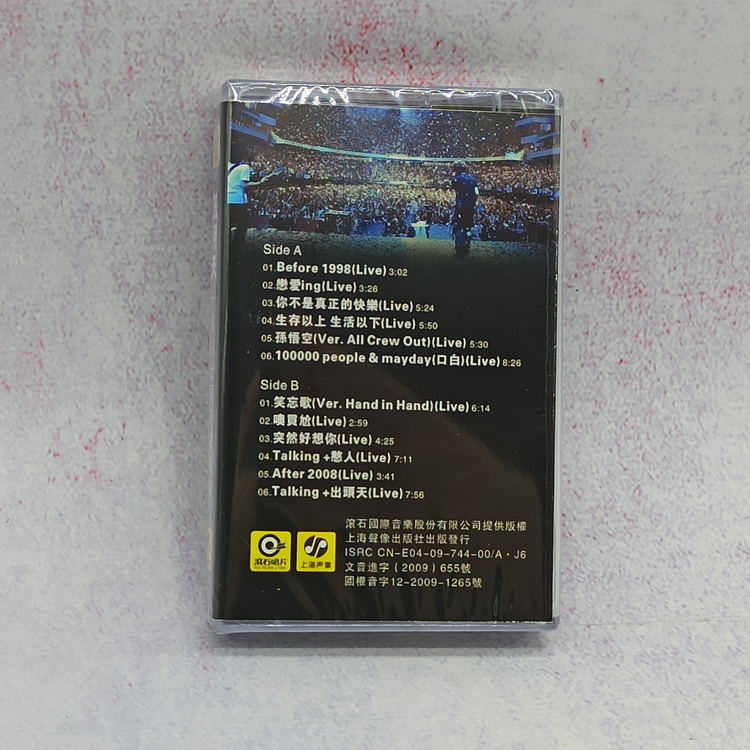 Side A
01.Before 1998(Live) 3:02
02.戀愛ing(Live) 3:26
03.你不是真正的快樂(Live) 5:24
04.生存以上 生活以下(Live) 5:50
05.孫悟空(Ver. All Crew Out)(Live) 5:30
06.100000 people & mayday(口白)(Live) 8:26
Side B
01.笑忘歌(Ver. Hand in Hand)(Live) 6:14
02.噢買尬(Live) 2:59
03.突然好想你(Live) 4:25
04.Talking +憨人(Live) 7:11
05.After 2008(Live) 3:41
06.Talking +出頭天(Live) 7:56
滾石國際音樂股份有限公司提供版權
上海聲像出版社出版發行
ISRC CN-E04-09-744-00/A·J6
文音進字(2009)655號
國權音字12-2009-1265號
滾石唱片
上海声像